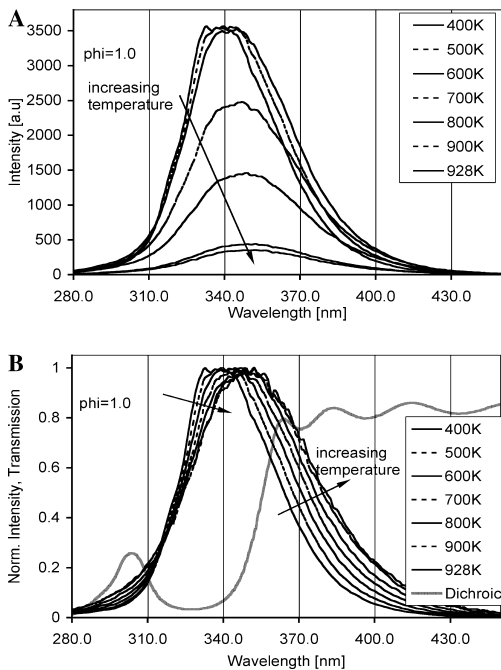 A
3500
3000
2500
2000
1500
1000
500
0
Intensity [a.u]
phi=1.0
increasing
temperature
400K
500K
600K
700K
800K
900K
928K
280.0 310.0 340.0 370.0 400.0 430.0
Wavelength [nm]
B
1
0.8
0.6
0.4
0.2
0
Norm. Intensity, Transmission
phi=1.0
increasing
temperature
400K
500K
600K
700K
800K
900K
928K
Dichroic
280.0 310.0 340.0 370.0 400.0 430.0
Wavelength [nm]